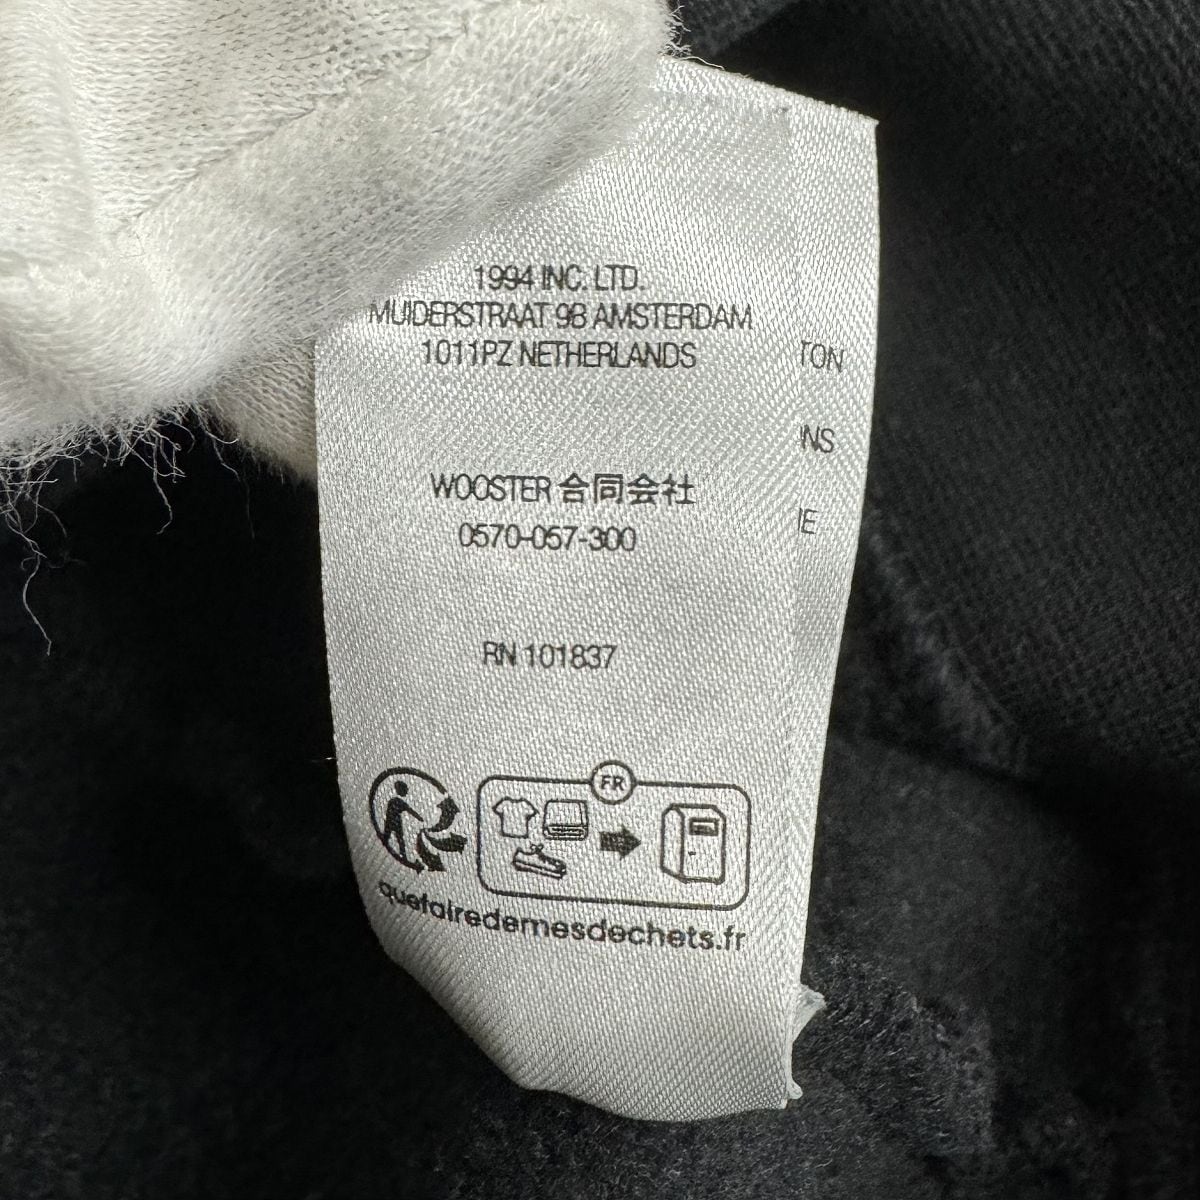 1994 INC. LTD.
MUIDERSTRAAT 9B AMSTERDAM
1011PZ NETHERLANDS
WOOSTER 合同会社
0570-057-300
RN 101837
FR
quefairedemesdechets.fr
TON
NS
E